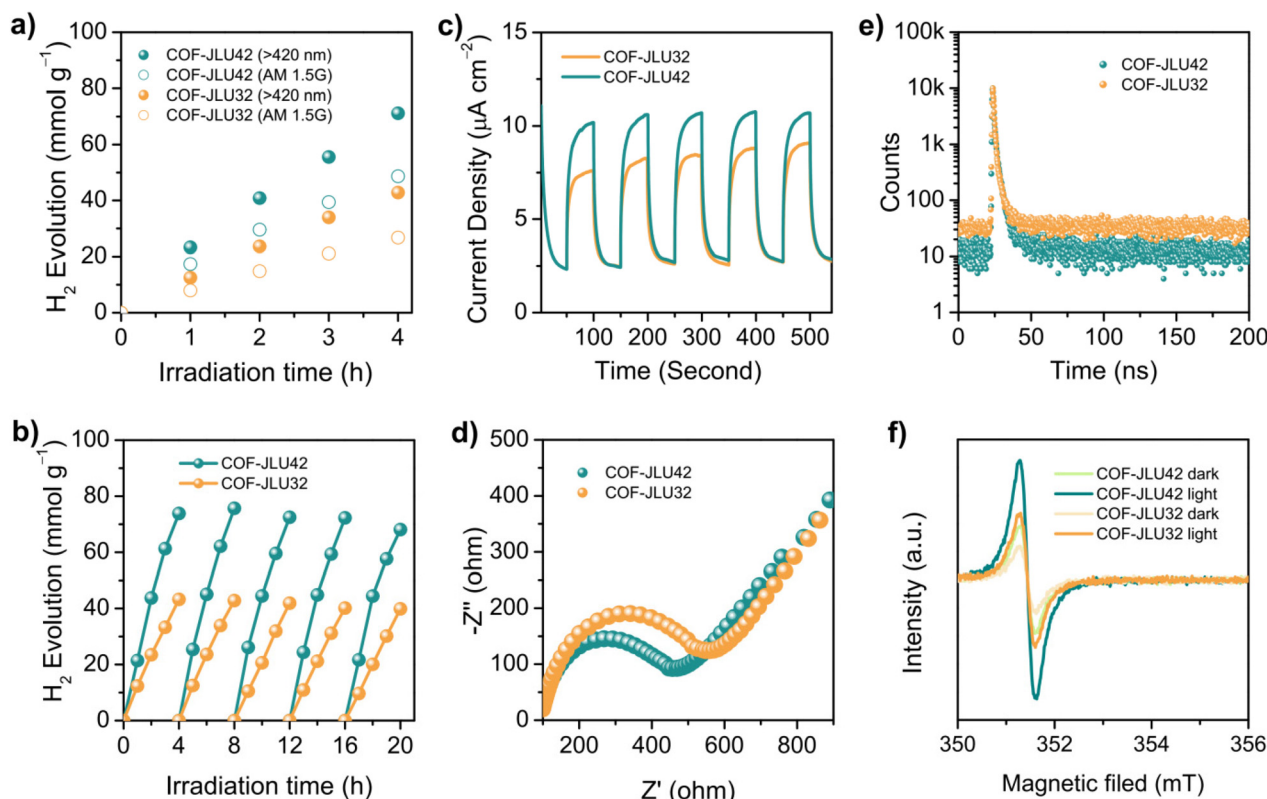 a)
H₂ Evolution (mmol g⁻¹)
100
80
60
40
20
0
COF-JLU42 (>420 nm)
COF-JLU42 (AM 1.5G)
COF-JLU32 (>420 nm)
COF-JLU32 (AM 1.5G)
0 1 2 3 4
Irradiation time (h)
c)
Current Density (µA cm⁻²)
15
10
5
0
COF-JLU32
COF-JLU42
100 200 300 400 500
Time (Second)
e)
Counts
100k
10k
1k
100
10
1
COF-JLU42
COF-JLU32
0 50 100 150 200
Time (ns)
b)
H₂ Evolution (mmol g⁻¹)
100
80
60
40
20
0
COF-JLU42
COF-JLU32
0 4 8 12 16 20
Irradiation time (h)
d)
-Z" (ohm)
500
400
300
200
100
0
COF-JLU42
COF-JLU32
200 400 600 800
Z' (ohm)
f)
Intensity (a.u.)
COF-JLU42 dark
COF-JLU42 light
COF-JLU32 dark
COF-JLU32 light
350 352 354 356
Magnetic filed (mT)